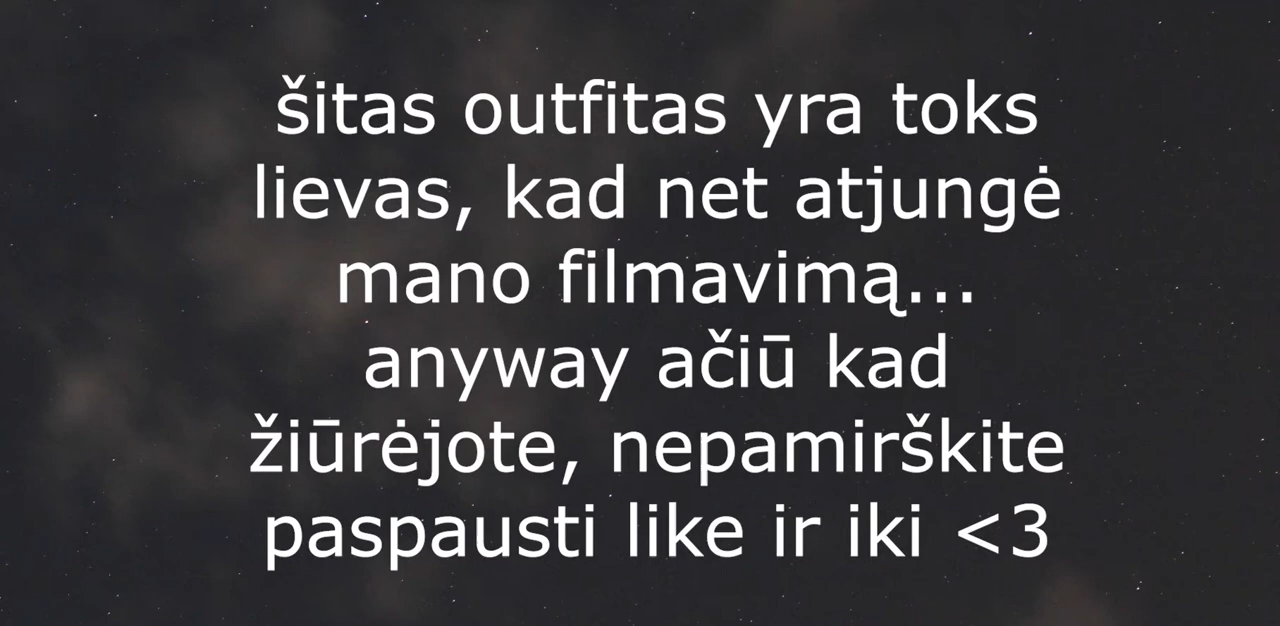 šitas outfitas yra toks
lievas, kad net atjungė
mano filmavimą...
anyway ačiū kad
žiūrėjote, nepamirškite
paspausti like ir iki <3